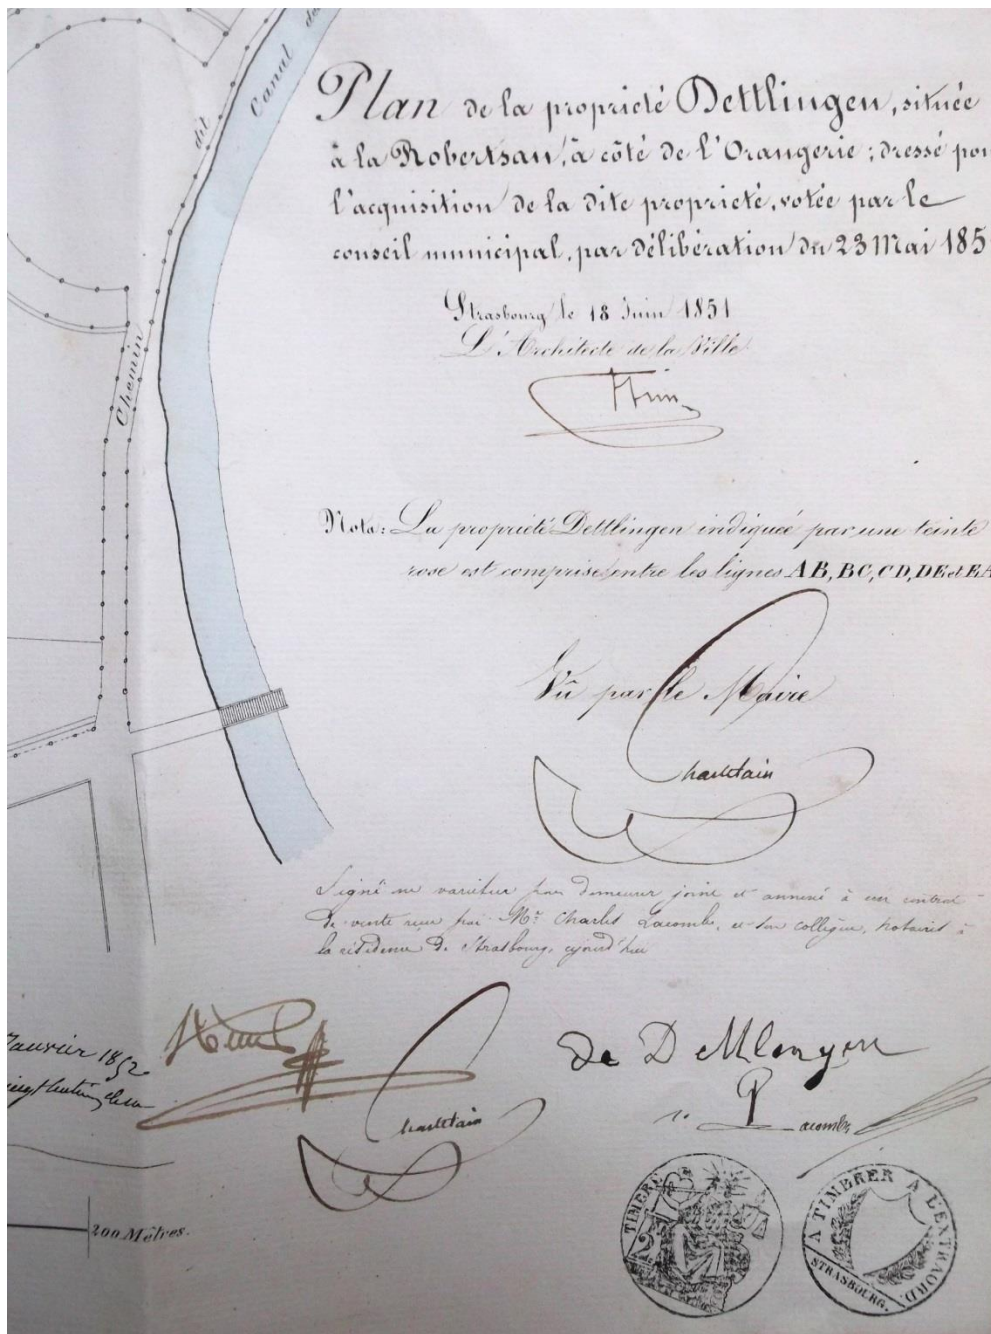 Canal de
dit
Chemin
Plan de la propriété Dettlingen, située
à la Robertsau, à côté de l'Orangerie; dressé pour
l'acquisition de la dite propriété, votée par le
conseil municipal, par délibération du 23 Mai 185
Strasbourg le 18 Juin 1851
L'Architecte de la Ville
Nota: La propriété Dettlingen indiquée par une teinte
rose est comprise entre les lignes AB, BC, CD, DE et EA
Vû par le Maire
Chastelain
Signé ne varietur pour demeurer joint et annexé à un contrat
de vente reçu par Mr. Charles Lacombe, et son collègue, notaires à
la résidence de Strasbourg, cejourd'hui
Janvier 1852
Chastelain
de Dettlingen
Lacombe
200 Mètres.
TIMBRE
A TIMBRER A L'EXTRAORD.
STRASBOURG.